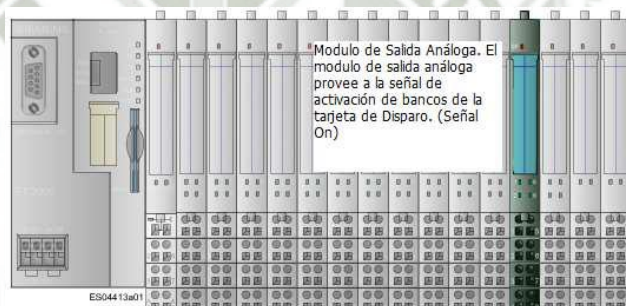 Modulo de Salida Análoga. El
modulo de salida análoga
provee a la señal de
activación de bancos de la
tarjeta de Disparo. (Señal
On)
ES04413a01